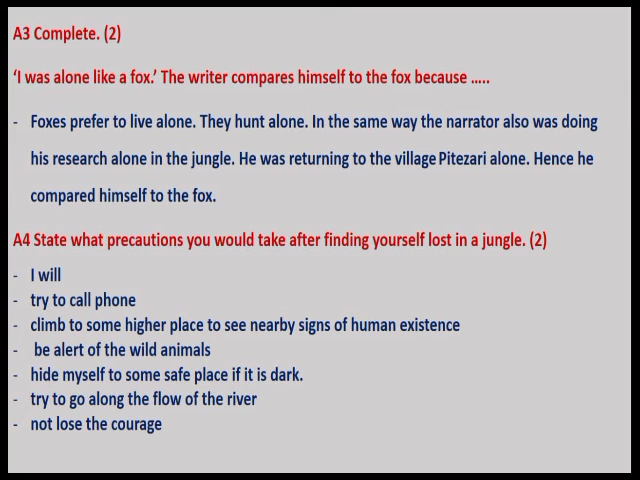 A3 Complete. (2)
‘I was alone like a fox.’ The writer compares himself to the fox because .....
- Foxes prefer to live alone. They hunt alone. In the same way the narrator also was doing
his research alone in the jungle. He was returning to the village Pitezari alone. Hence he
compared himself to the fox.
A4 State what precautions you would take after finding yourself lost in a jungle. (2)
- I will
- try to call phone
- climb to some higher place to see nearby signs of human existence
- be alert of the wild animals
- hide myself to some safe place if it is dark.
- try to go along the flow of the river
- not lose the courage